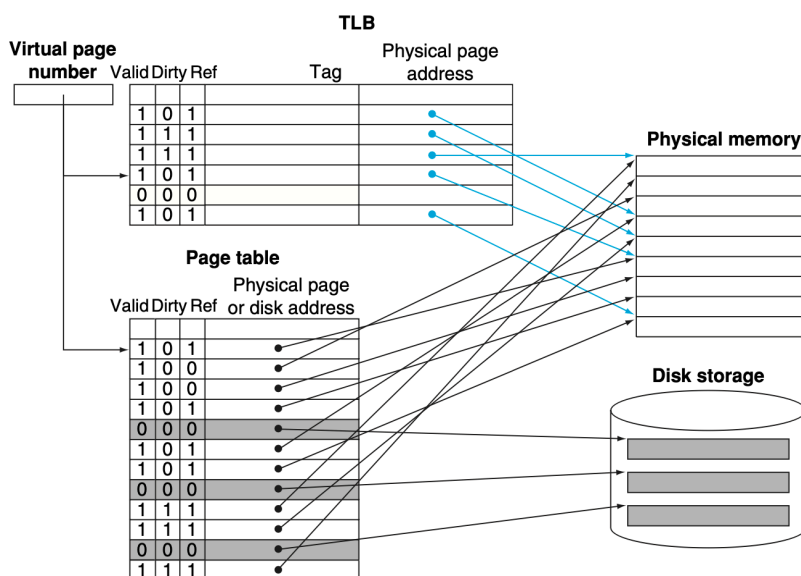 TLB
Virtual page
number
Valid Dirty Ref Tag Physical page
address
1 0 1
1 1 1
1 1 1
1 0 1
0 0 0
1 0 1
Physical memory
Page table
Physical page
Valid Dirty Ref or disk address
1 0 1
1 0 0
1 0 0
1 0 1
0 0 0
1 0 1
1 0 1
0 0 0
1 1 1
1 1 1
0 0 0
1 1 1
Disk storage